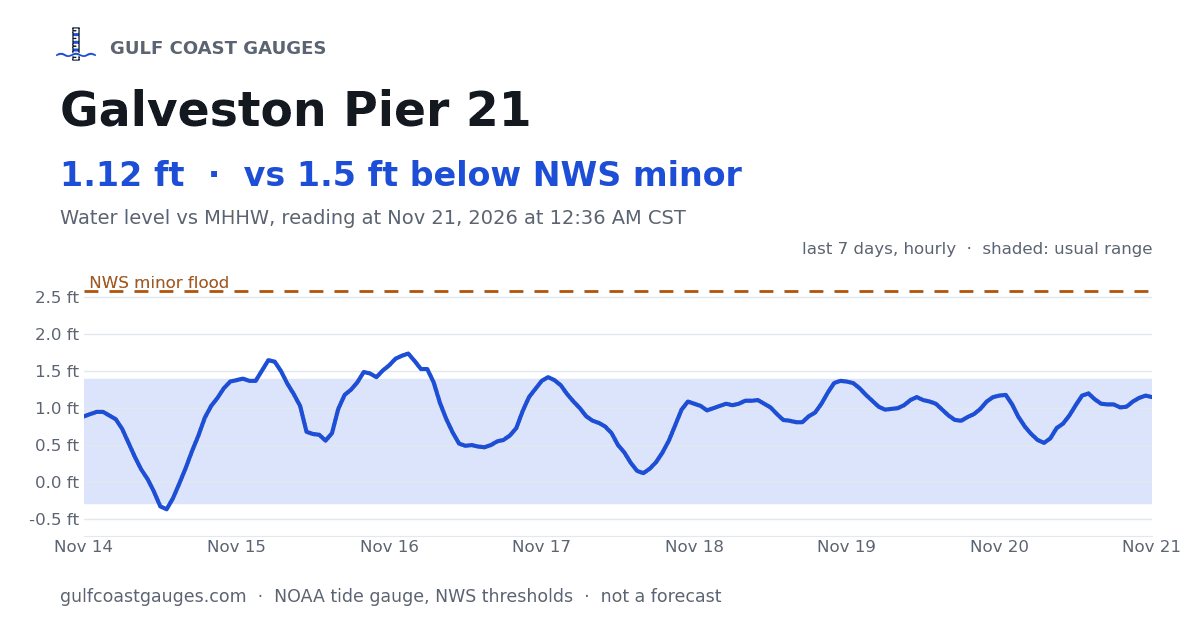 GULF COAST GAUGES
Galveston Pier 21
1.12 ft · vs 1.5 ft below NWS minor
Water level vs MHHW, reading at Nov 21, 2026 at 12:36 AM CST
last 7 days, hourly · shaded: usual range
NWS minor flood
2.5 ft
2.0 ft
1.5 ft
1.0 ft
0.5 ft
0.0 ft
-0.5 ft
Nov 14 Nov 15 Nov 16 Nov 17 Nov 18 Nov 19 Nov 20 Nov 21
gulfcoastgauges.com · NOAA tide gauge, NWS thresholds · not a forecast